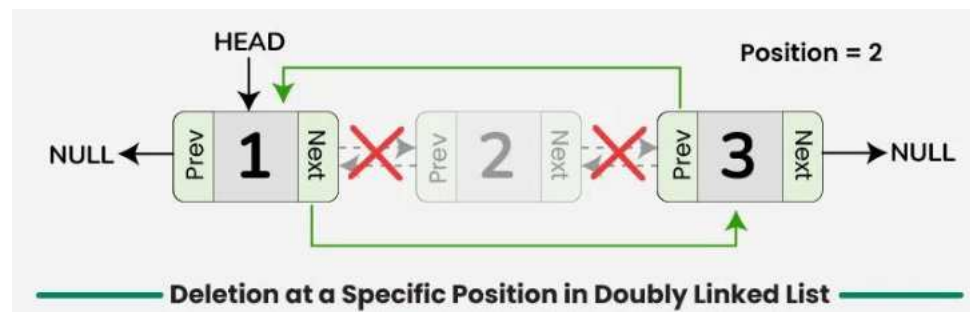 HEAD
Position = 2
NULL
Prev 1 Next
Prev 2 Next
Prev 3 Next
NULL
Deletion at a Specific Position in Doubly Linked List